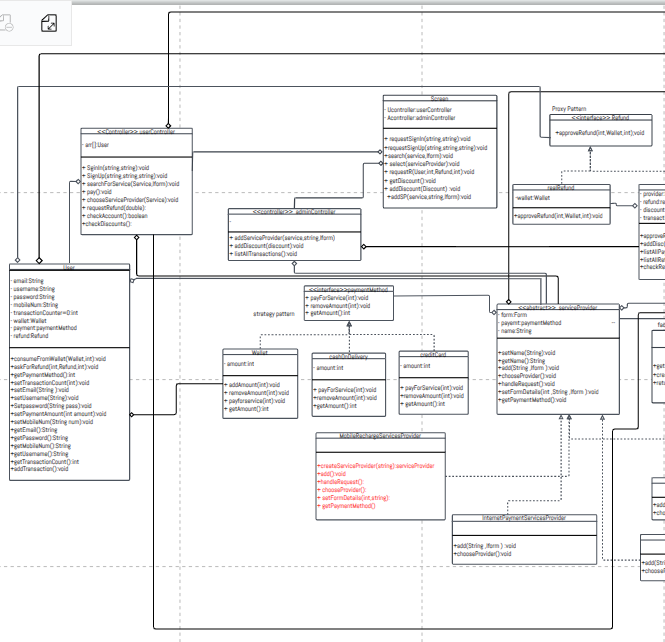 Screen
Ucontroller:userController
Acontroller:adminController
+ requestSignIn(string,string):void
+requestSignUp(string,string,string,string):void
+search(service,Iform):void
+ select(serviceProvider):void
+ requestR(User,int,Refund,int):void
+ getDiscount():void
+ addDiscount(Discount) :void
+addSP(service,string,Iform):void
Proxy Pattern
<<interface>> Refund
+approveRefund(int,Wallet,int):void
<<Controller>> userController
- arr[]:User
+ SginIn(string,string):void
+ SignUp(string,string,string):void
+ searchForService(Service,Iform):void
+ pay():void
+ chooseServiceProvider(Service):void
+ requestRefund(double):
+ checkAccount():boolean
+checkDiscounts():
realRefund
-wallet:Wallet
+approveRefund(int,Wallet,int):void
provider:
- refund:re
- discount
- transact
+approveR
+addDisc
+listAllPa
+listAllRe
+checkRe
<<controller>> adminController
+ addServiceProvider(service,string,Iform)
+ addDiscount(discount):void
+ listAllTransactions():void
User
- email:String
- username:String
- password:String
- mobileNum:String
- transactionCounter=0:int
- wallet:Wallet
- payment:paymentMethod
- refund:Refund
+consumeFromWallet(Wallet,int):void
+askForRefund(int,Refund,int):void
+getPaymentMethod():int
+setTransactionCount(int):void
+setEmail(String ):void
+setUsername(String):void
+Setpassword(String pass):void
+setPaymentAmount(int amount):void
+setMobileNum(String num):void
+getEmail():String
+getPassword():String
+getMobileNum():String
+getUsername():String
+getTransactionCount():int
+addTransaction():void
<<interface>>paymentMethod
+ payForService(int):void
+ removeAmount(int):void
+ getAmount():int
strategy pattern
<<abstract>> serviceProvider
- form:Form
- payemt:paymentMethod
- name:String
+ setName(String):void
+getName():String
+ add(String ,Iform ):void
+ chooseProvider():void
+ handleRequest():void
+ setFormDetails(int ,String ,Iform ):void
+getPaymentMethod():void
Wallet
- amount:int
+ addAmount(int):void
+ removeAmount(int):void
+ payforservice(int):void
+ getAmount():int
cashOnDelivery
-amount:int
+ payForService(int):void
+removeAmount(int):void
+getAmount():int
creditCard
-amount:int
+ payForService(int):void
+removeAmount(int):void
+ getAmount():int
fac
+get
+cre
+reta
MobileRechargeServicesProvider
+createServiceProvider(string):serviceProvider
+ add():void
+handleRequest():
+ chooseProvider():
+ setFormDetails(int,string):
+ getPaymentMethod()
InternetPaymentServicesProvider
+add(String ,Iform ) :void
+chooseProvider():void
+add
+cho
+add(Stri
+chooseP